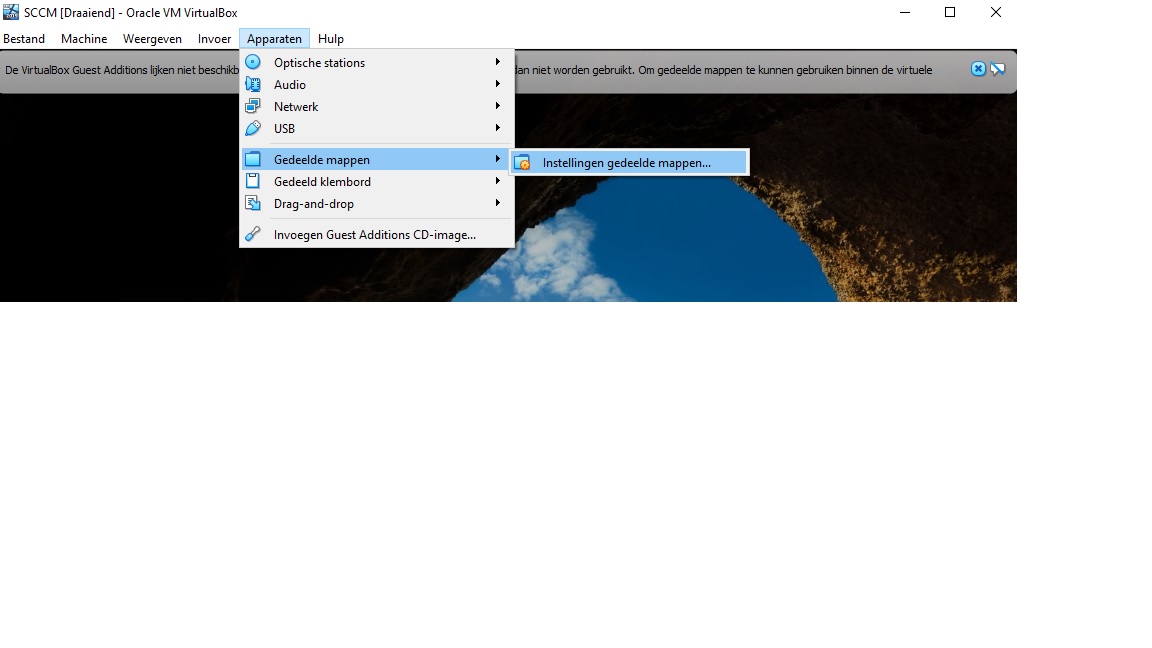 SCCM [Draaiend] - Oracle VM VirtualBox
Bestand Machine Weergeven Invoer Apparaten Hulp
De VirtualBox Guest Additions lijken niet dan niet worden gebruikt. Om gedeelde mappen te kunnen gebruiken binnen de virtuele
Optische stations
Audio
Netwerk
USB
Gedeelde mappen
Instellingen gedeelde mappen...
Gedeeld klembord
Drag-and-drop
Invoegen Guest Additions CD-image...